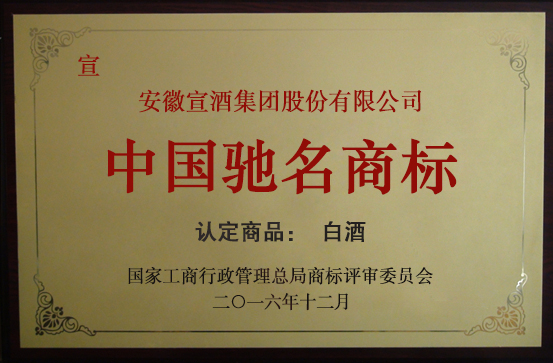 宣
安徽宣酒集团股份有限公司
中国驰名商标
认定商品： 白酒
国家工商行政管理总局商标评审委员会
二〇一六年十二月